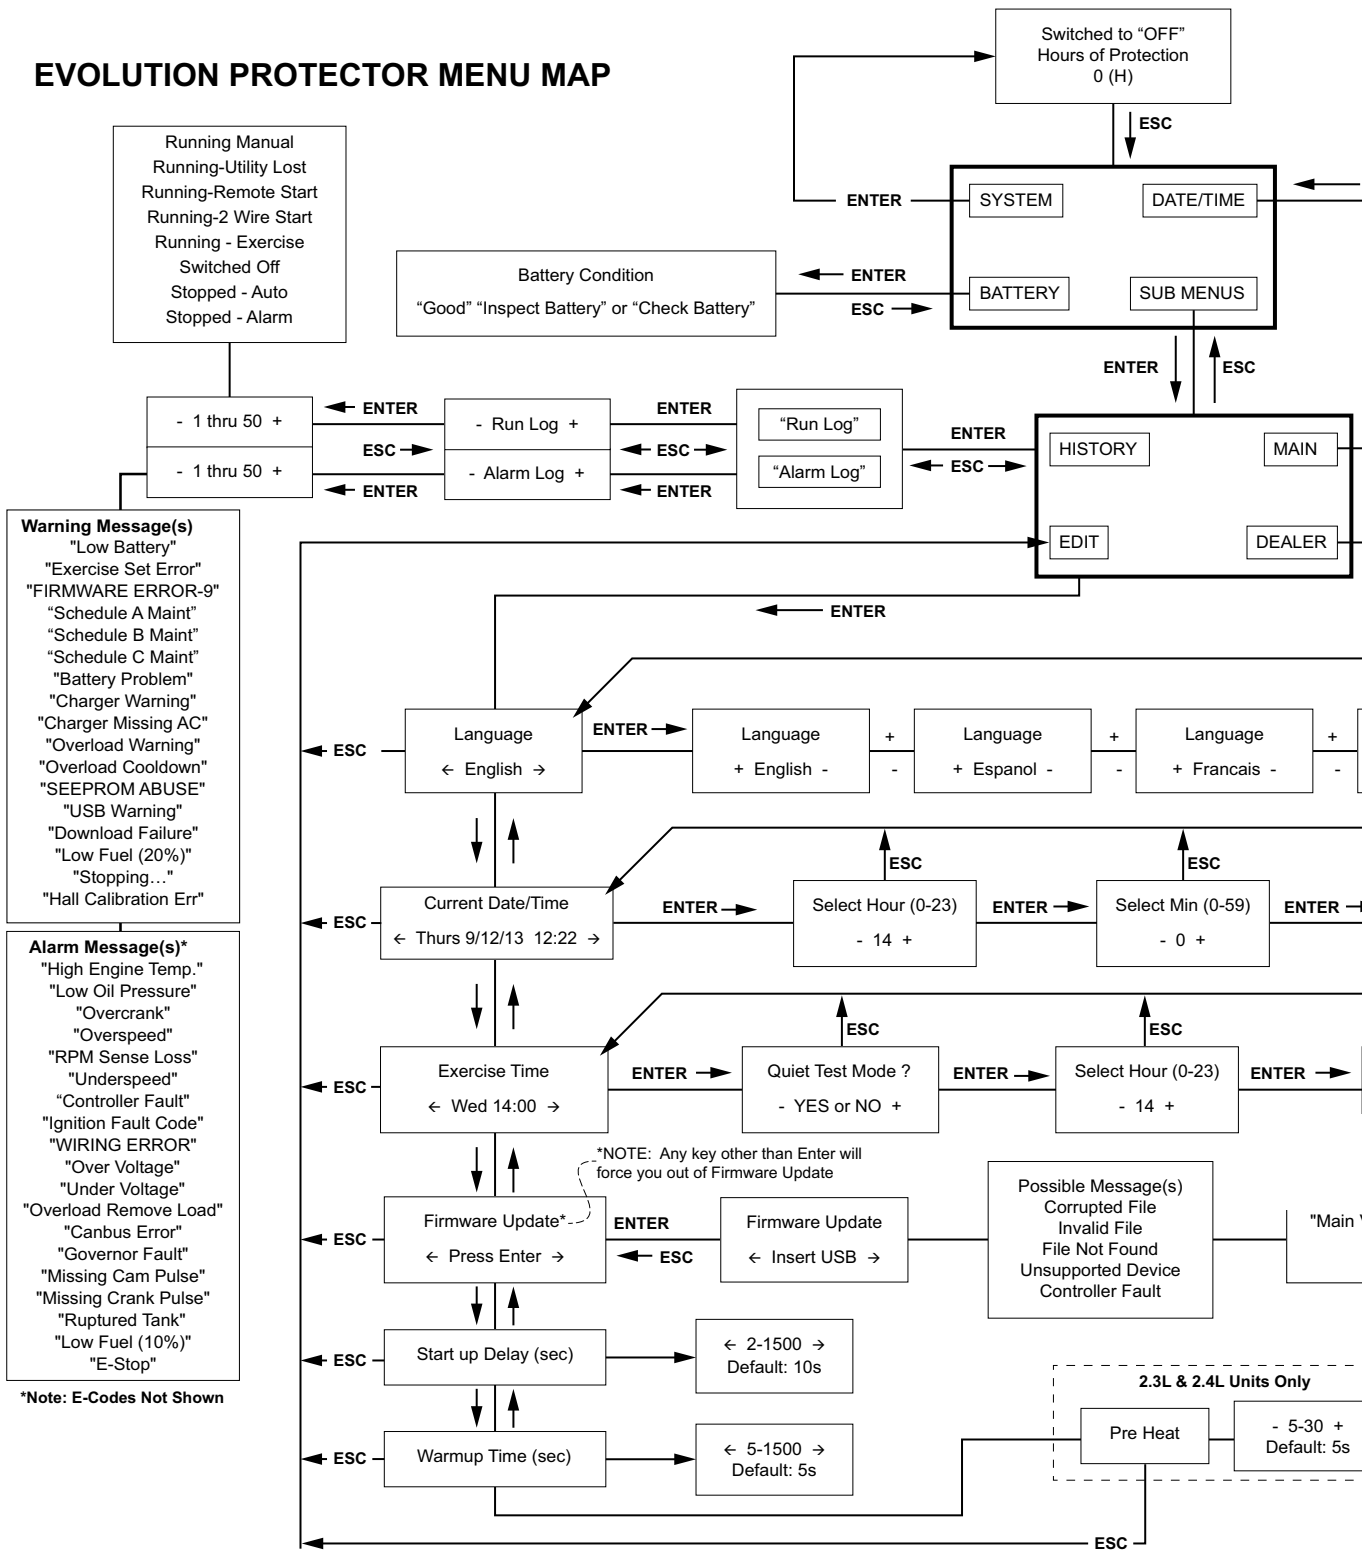 EVOLUTION PROTECTOR MENU MAP
Switched to “OFF”
Hours of Protection
0 (H)
ESC
Running Manual
Running-Utility Lost
Running-Remote Start
Running-2 Wire Start
Running - Exercise
Switched Off
Stopped - Auto
Stopped - Alarm
ENTER
SYSTEM
DATE/TIME
Battery Condition
“Good” “Inspect Battery” or “Check Battery”
ENTER
ESC
BATTERY
SUB MENUS
ENTER
ESC
- 1 thru 50 +
ENTER
- Run Log +
ENTER
“Run Log”
ENTER
HISTORY
MAIN
ESC
ESC
ESC
- 1 thru 50 +
ENTER
- Alarm Log +
ENTER
“Alarm Log”
EDIT
DEALER
ENTER
Warning Message(s)
"Low Battery"
"Exercise Set Error"
"FIRMWARE ERROR-9"
“Schedule A Maint”
“Schedule B Maint”
“Schedule C Maint”
"Battery Problem"
"Charger Warning"
"Charger Missing AC"
"Overload Warning"
"Overload Cooldown"
"SEEPROM ABUSE"
"USB Warning"
"Download Failure"
"Low Fuel (20%)"
"Stopping…"
"Hall Calibration Err"
Alarm Message(s)*
"High Engine Temp."
"Low Oil Pressure"
"Overcrank"
"Overspeed"
"RPM Sense Loss"
"Underspeed"
“Controller Fault"
"Ignition Fault Code"
"WIRING ERROR"
"Over Voltage"
"Under Voltage"
"Overload Remove Load"
"Canbus Error"
"Governor Fault"
"Missing Cam Pulse"
"Missing Crank Pulse"
"Ruptured Tank"
"Low Fuel (10%)"
"E-Stop"
*Note: E-Codes Not Shown
ESC
Language
← English →
ENTER
Language
+ English -
+
-
Language
+ Espanol -
+
-
Language
+ Francais -
+
-
ESC
Current Date/Time
← Thurs 9/12/13 12:22 →
ENTER
ESC
Select Hour (0-23)
- 14 +
ENTER
ESC
Select Min (0-59)
- 0 +
ENTER
ESC
Exercise Time
← Wed 14:00 →
ENTER
ESC
Quiet Test Mode ?
- YES or NO +
ENTER
ESC
Select Hour (0-23)
- 14 +
ENTER
*NOTE: Any key other than Enter will
force you out of Firmware Update
ESC
Firmware Update*
← Press Enter →
ENTER
ESC
Firmware Update
← Insert USB →
Possible Message(s)
Corrupted File
Invalid File
File Not Found
Unsupported Device
Controller Fault
"Main
ESC
Start up Delay (sec)
← 2-1500 →
Default: 10s
ESC
Warmup Time (sec)
← 5-1500 →
Default: 5s
2.3L & 2.4L Units Only
Pre Heat
- 5-30 +
Default: 5s
ESC